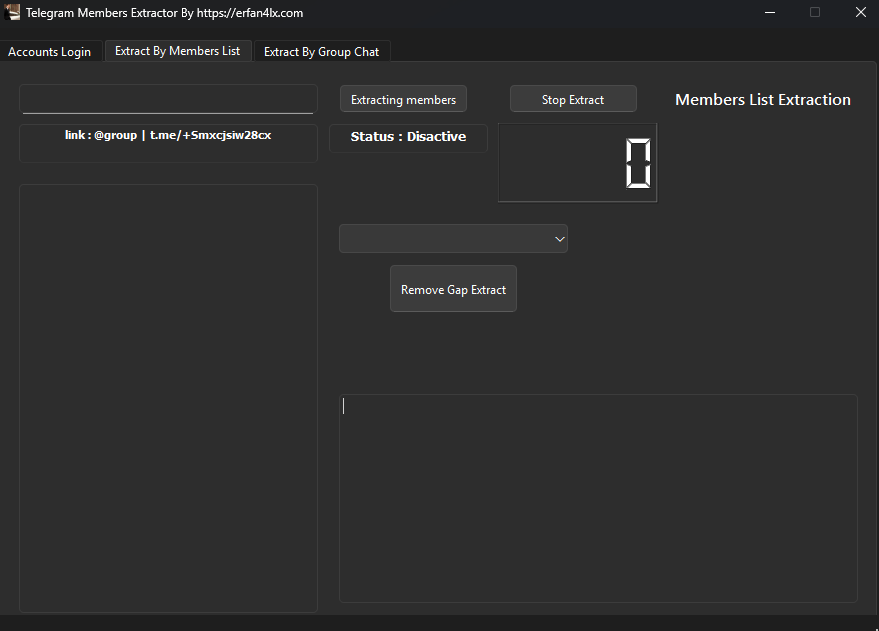 Telegram Members Extractor By https://erfan4lx.com
Accounts Login
Extract By Members List
Extract By Group Chat
Extracting members
Stop Extract
Members List Extraction
link : @group | t.me/+Smxcjsiw28cx
Status : Disactive
0
Remove Gap Extract